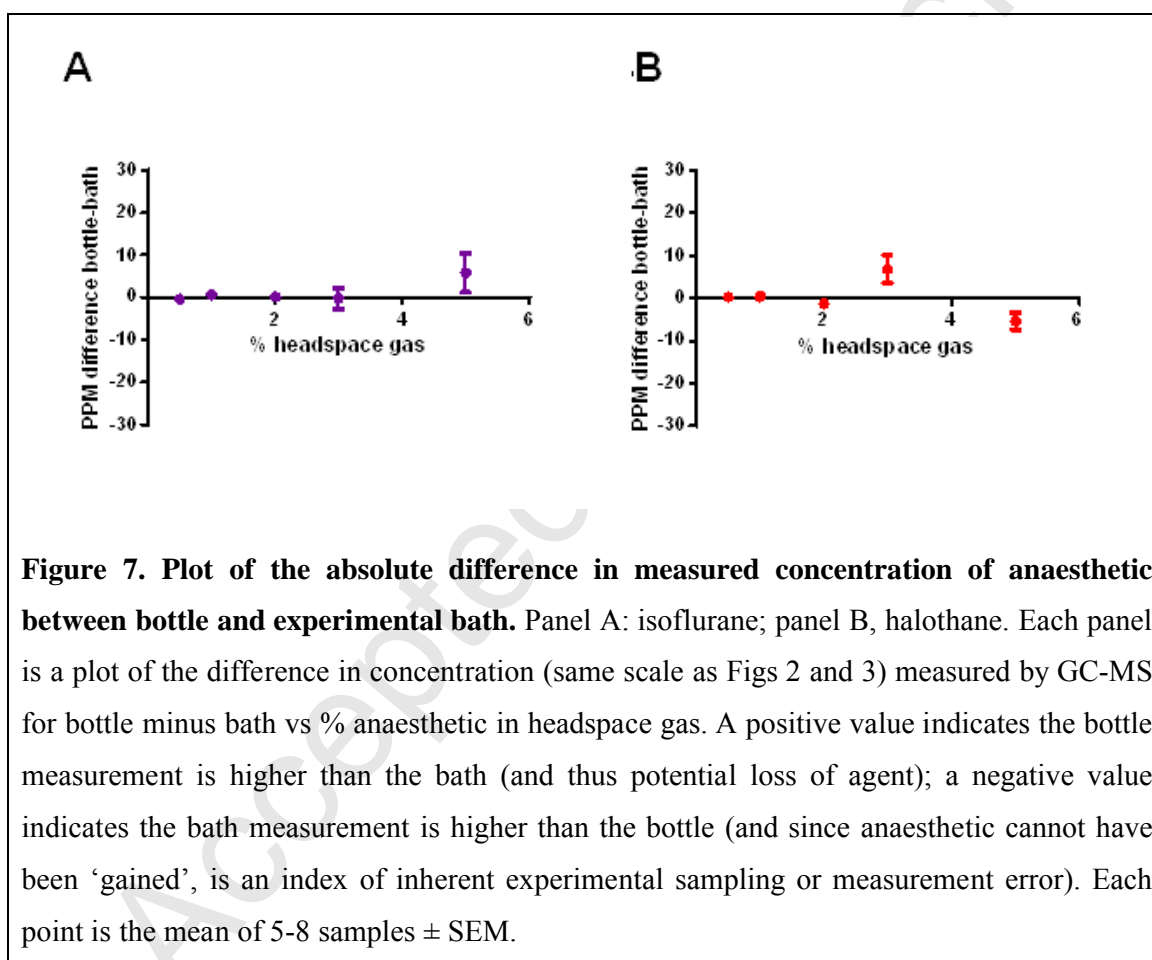 A
B
PPM difference bottle-bath
30
20
10
0
-10
-20
-30
2
4
6
% headspace gas
PPM difference bottle-bath
30
20
10
0
-10
-20
-30
2
4
6
% headspace gas
Figure 7. Plot of the absolute difference in measured concentration of anaesthetic
between bottle and experimental bath. Panel A: isoflurane; panel B, halothane. Each panel
is a plot of the difference in concentration (same scale as Figs 2 and 3) measured by GC-MS
for bottle minus bath vs % anaesthetic in headspace gas. A positive value indicates the bottle
measurement is higher than the bath (and thus potential loss of agent); a negative value
indicates the bath measurement is higher than the bottle (and since anaesthetic cannot have
been ‘gained’, is an index of inherent experimental sampling or measurement error). Each
point is the mean of 5-8 samples ± SEM.
Accepted